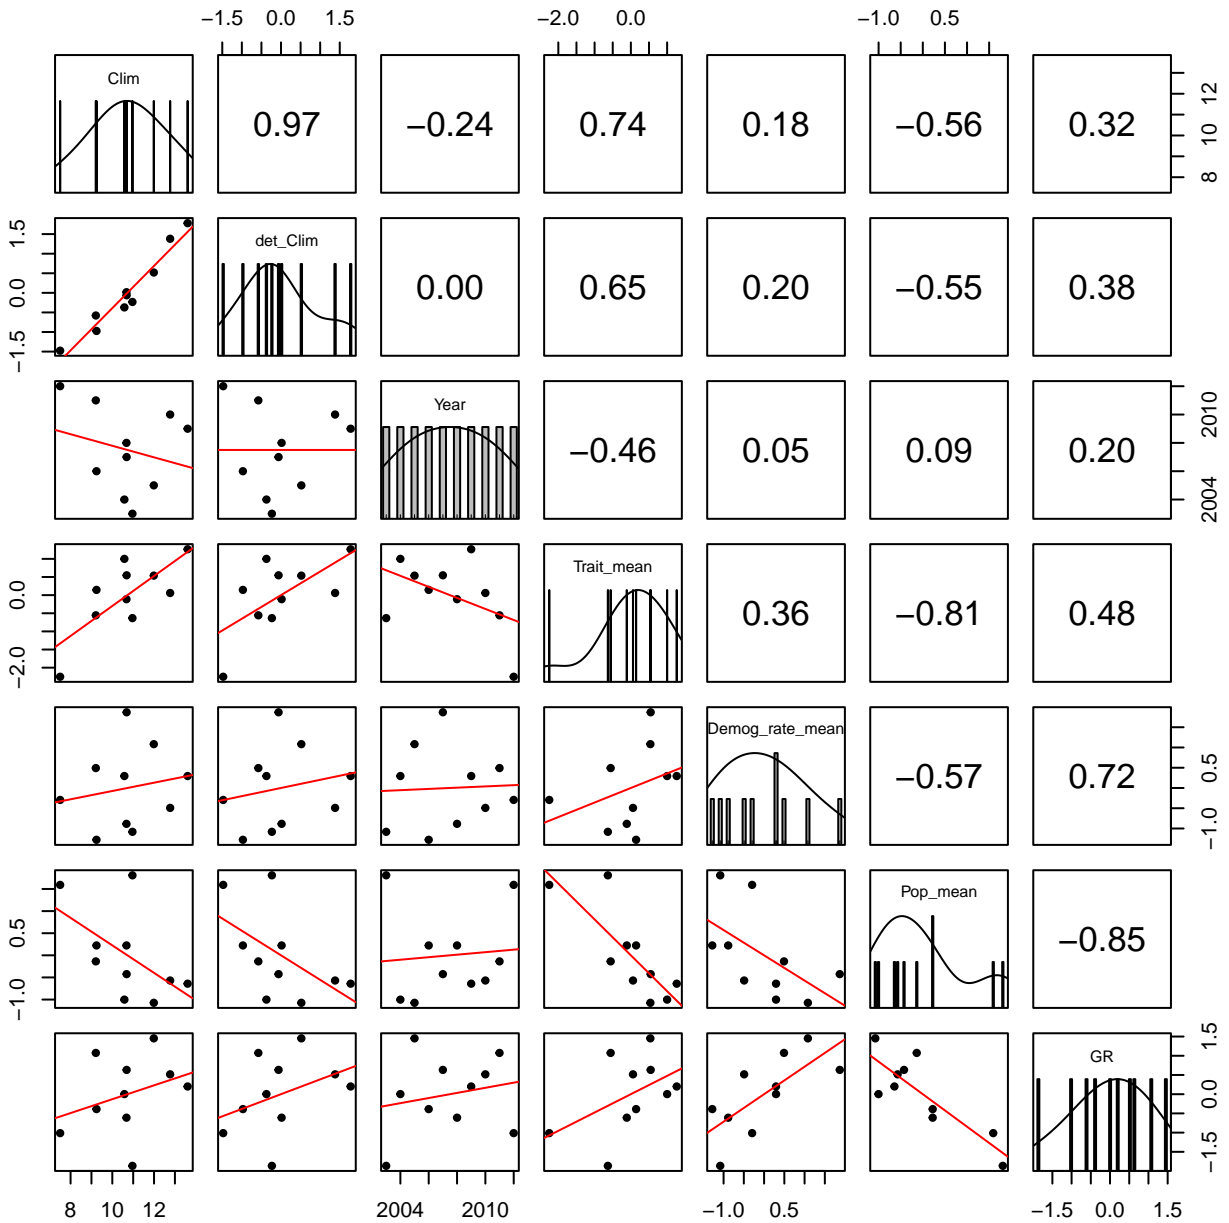 −1.5 0.0 1.5 −2.0 0.0 −1.0 0.5
Clim 0.97 −0.24 0.74 0.18 −0.56 0.32 8 10 12
−1.5 0.0 1.5 det_Clim 0.00 0.65 0.20 −0.55 0.38
Year −0.46 0.05 0.09 0.20 2004 2010
−2.0 0.0 Trait_mean 0.36 −0.81 0.48
Demog_rate_mean −0.57 0.72 −1.0 0.5
−1.0 0.5 Pop_mean −0.85
GR −1.5 0.0 1.5
8 10 12 2004 2010 −1.0 0.5 −1.5 0.0 1.5